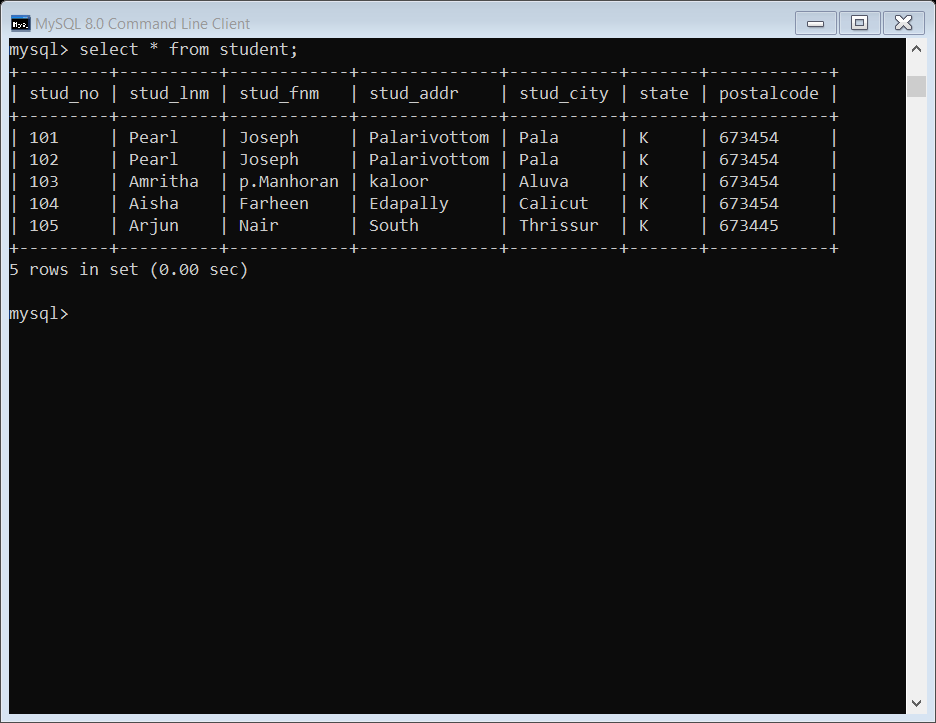 MySQL 8.0 Command Line Client
mysql> select * from student;
+---------+----------+------------+--------------+-----------+-------+------------+
| stud_no | stud_lnm | stud_fnm   | stud_addr    | stud_city | state | postalcode |
+---------+----------+------------+--------------+-----------+-------+------------+
| 101     | Pearl    | Joseph     | Palarivottom | Pala      | K     | 673454     |
| 102     | Pearl    | Joseph     | Palarivottom | Pala      | K     | 673454     |
| 103     | Amritha  | p.Manhoran | kaloor       | Aluva     | K     | 673454     |
| 104     | Aisha    | Farheen    | Edapally     | Calicut   | K     | 673454     |
| 105     | Arjun    | Nair       | South        | Thrissur  | K     | 673445     |
+---------+----------+------------+--------------+-----------+-------+------------+
5 rows in set (0.00 sec)
mysql>